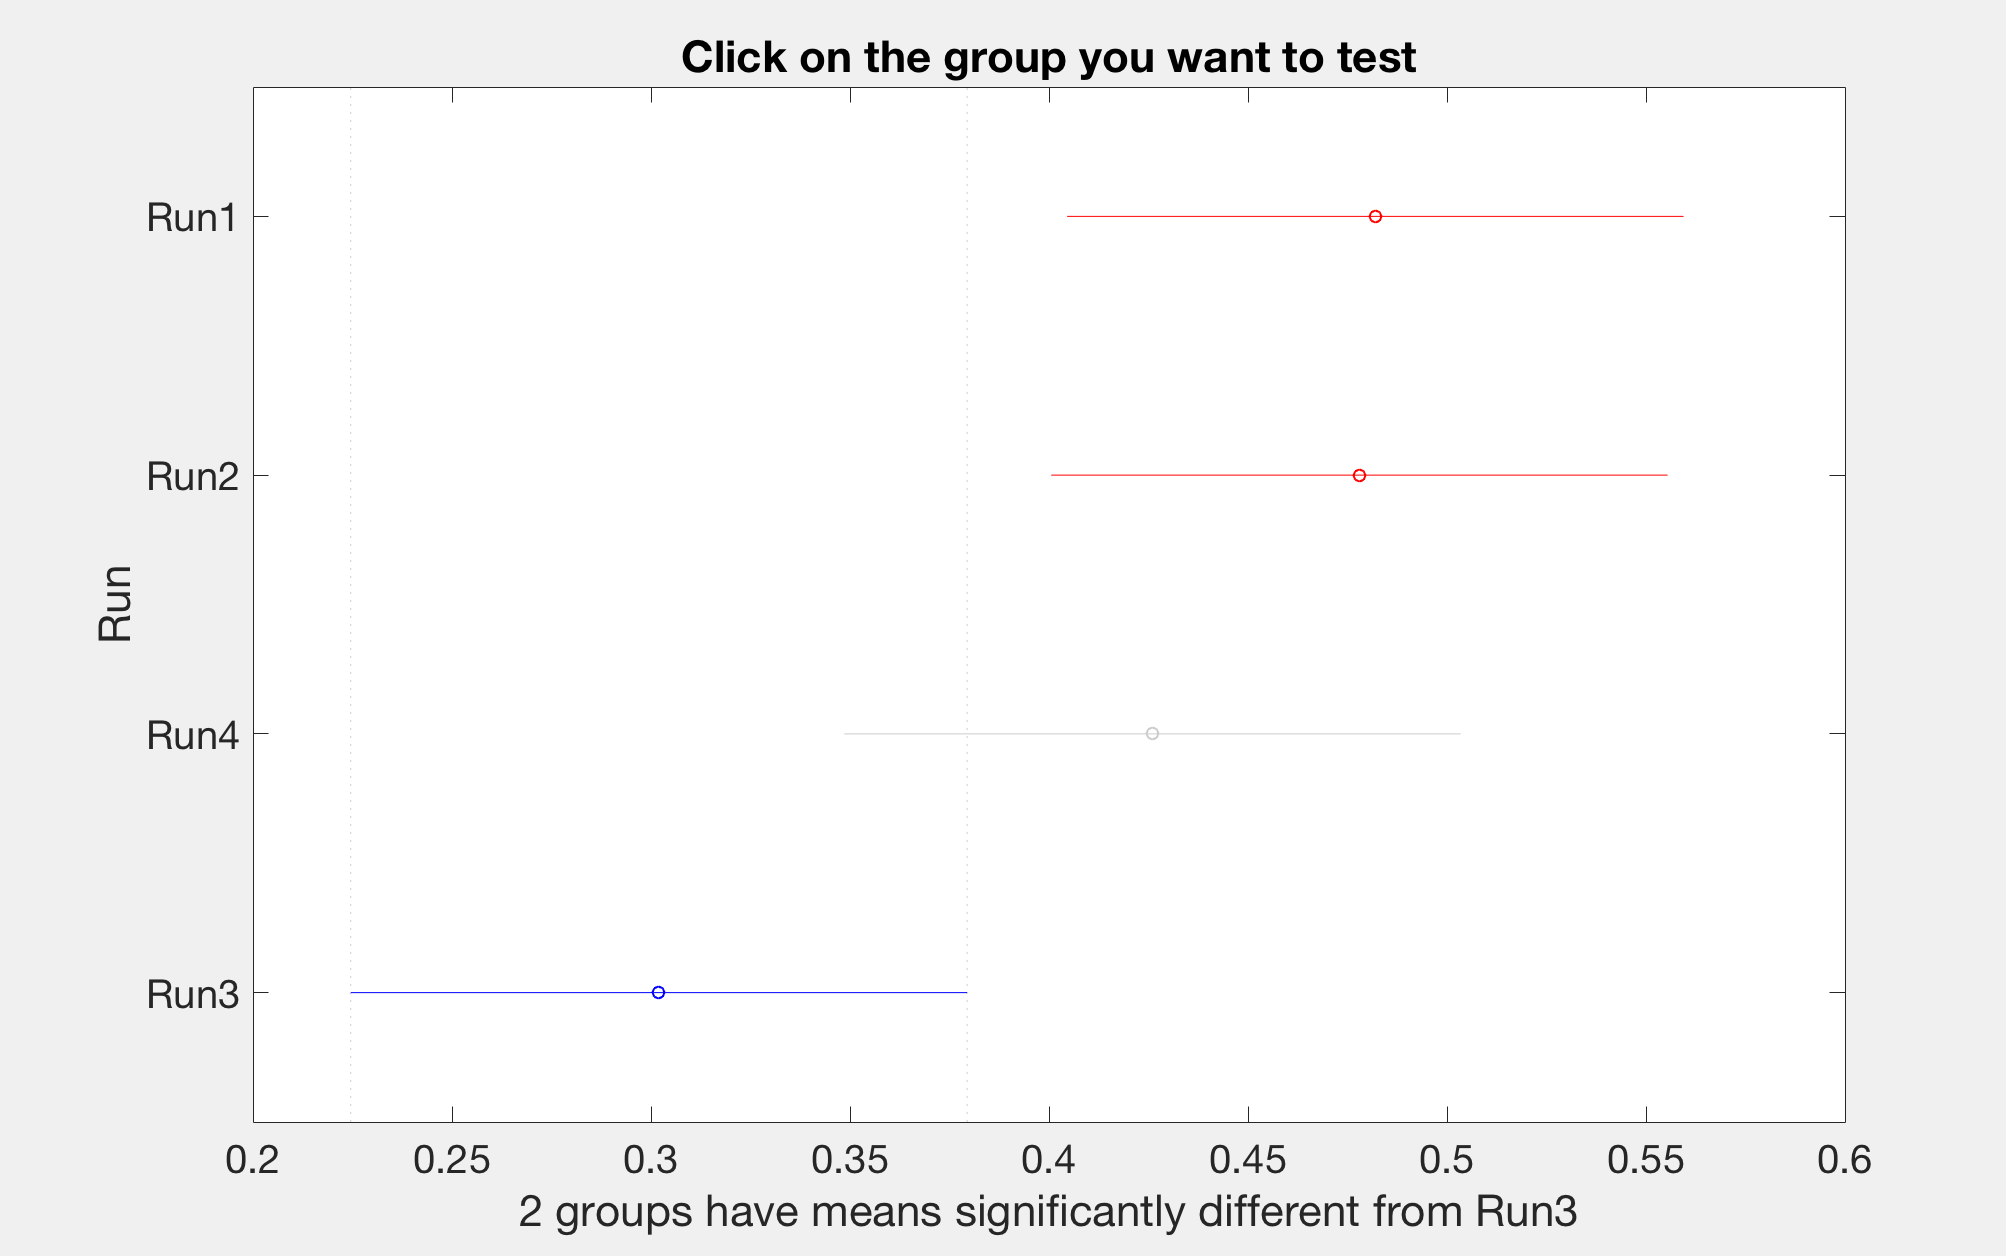 Click on the group you want to test
Run1
Run2
Run4
Run3
Run
0.2 0.25 0.3 0.35 0.4 0.45 0.5 0.55 0.6
2 groups have means significantly different from Run3